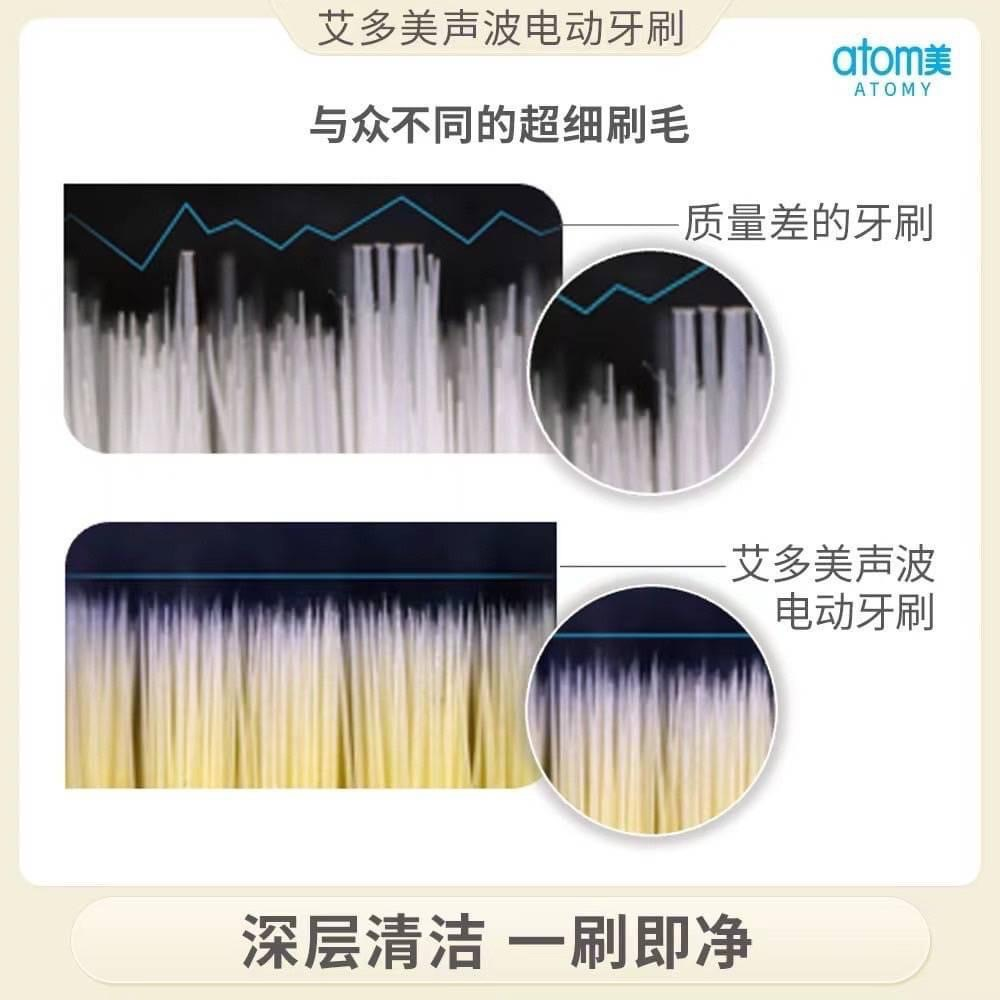 艾多美声波电动牙刷
atom美
ATOMY
与众不同的超细刷毛
质量差的牙刷
艾多美声波
电动牙刷
深层清洁 一刷即净